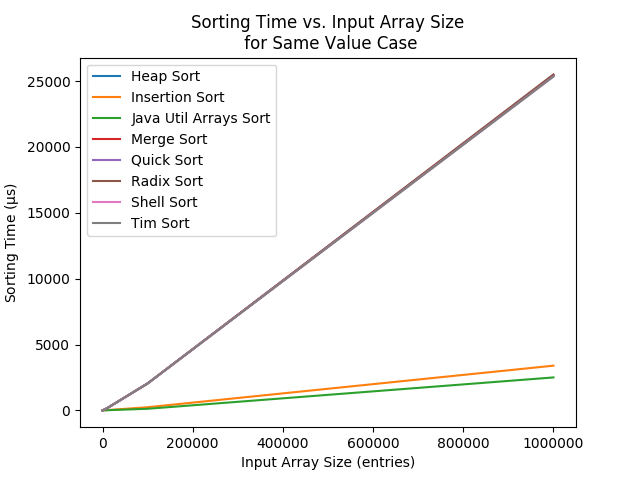 Sorting Time vs. Input Array Size
for Same Value Case
Heap Sort
Insertion Sort
Java Util Arrays Sort
Merge Sort
Quick Sort
Radix Sort
Shell Sort
Tim Sort
Sorting Time (µs)
25000
20000
15000
10000
5000
0
0 200000 400000 600000 800000 1000000
Input Array Size (entries)